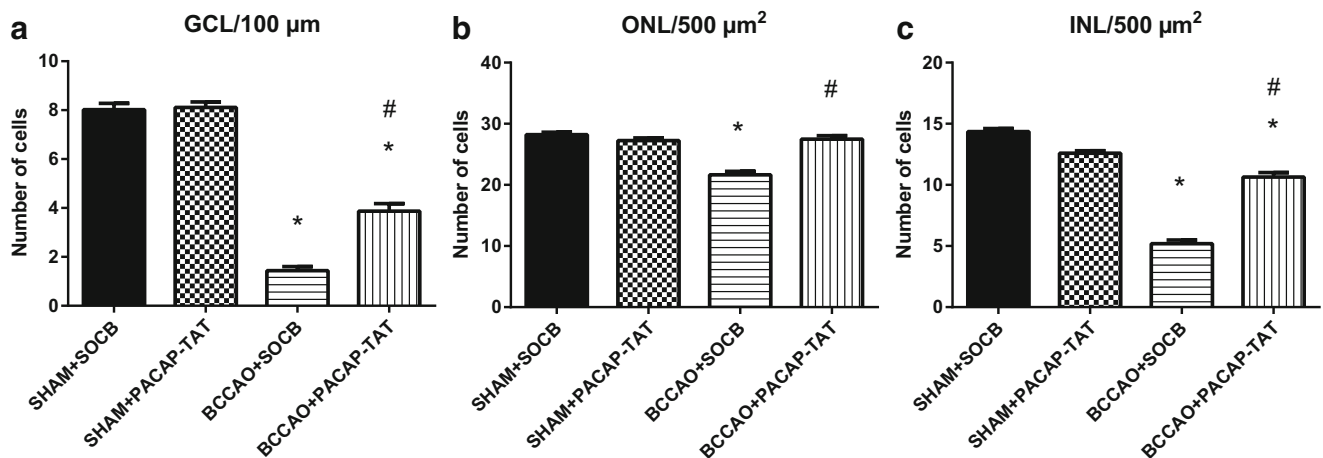 a
GCL/100 µm
Number of cells
10
8
6
4
2
0
*
#
*
SHAM+SOCB
SHAM+PACAP-TAT
BCCAO+SOCB
BCCAO+PACAP-TAT
b
ONL/500 µm²
Number of cells
40
30
20
10
0
*
#
SHAM+SOCB
SHAM+PACAP-TAT
BCCAO+SOCB
BCCAO+PACAP-TAT
c
INL/500 µm²
Number of cells
20
15
10
5
0
*
#
*
SHAM+SOCB
SHAM+PACAP-TAT
BCCAO+SOCB
BCCAO+PACAP-TAT